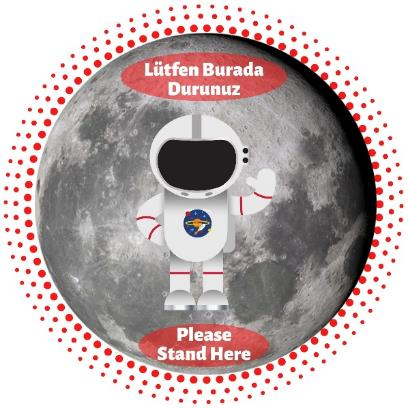 Lütfen Burada
Durunuz
Please
Stand Here